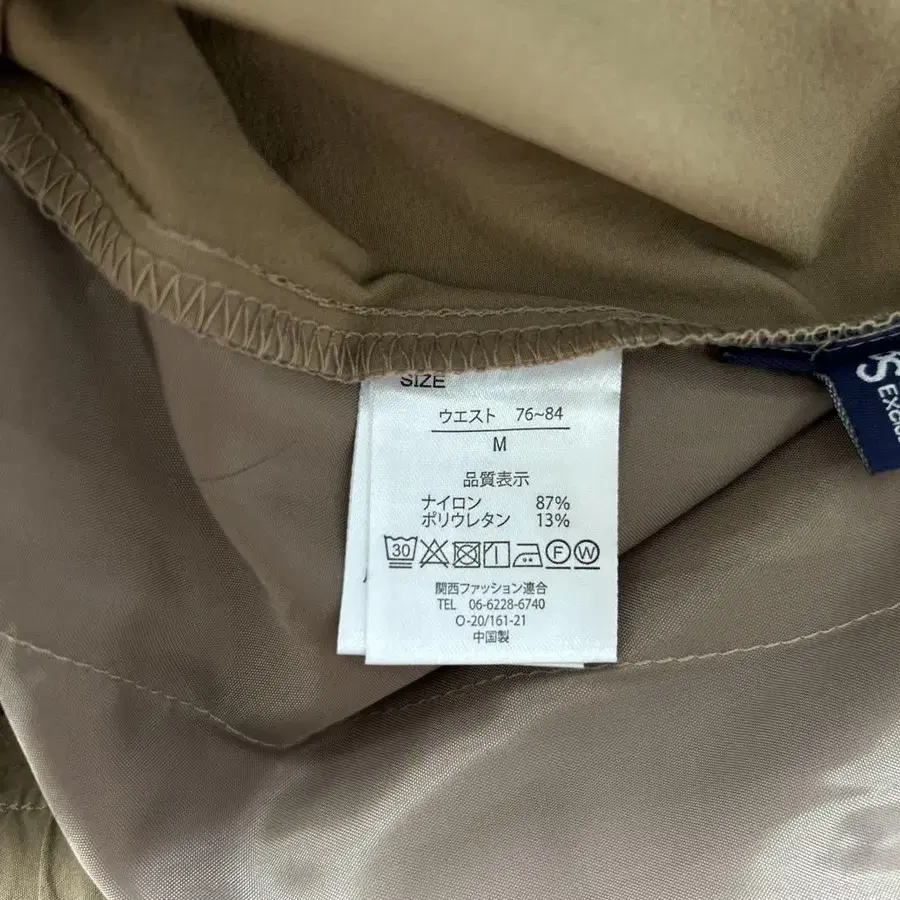 SIZE
ウエスト 76~84
M
品質表示
ナイロン 87%
ポリウレタン 13%
30 F W
関西ファッション連合
TEL 06-6228-6740
O-20/161-21
中国製